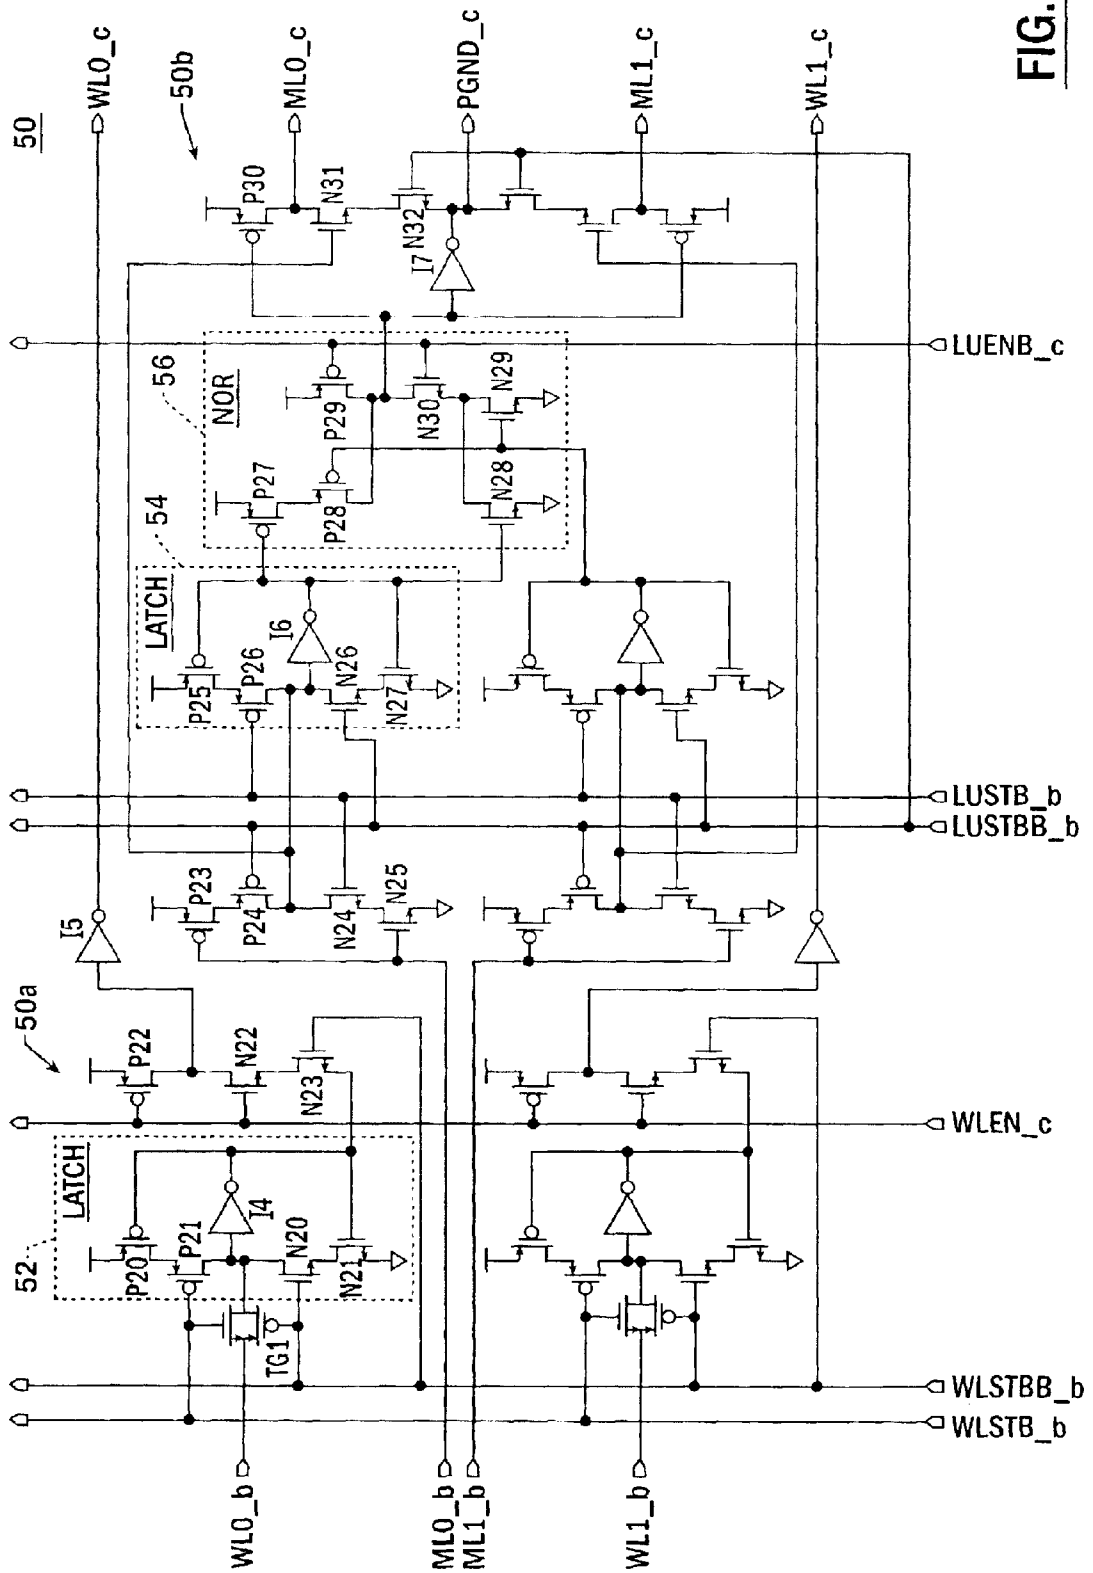 50
FIG.
WL0_c
ML0_c
PGND_c
ML1_c
WL1_c
50b
P30
N31
N32
I7
LUENB_c
56
NOR
P29
N30
N29
P27
P28
N28
54
LATCH
P25
P26
I6
N26
N27
LUSTB_b
LUSTBB_b
I5
P23
P24
N24
N25
50a
P22
N22
N23
WLEN_c
52
LATCH
P20
P21
I4
N20
N21
TG1
WLSTBB_b
WLSTB_b
WL0_b
ML0_b
ML1_b
WL1_b